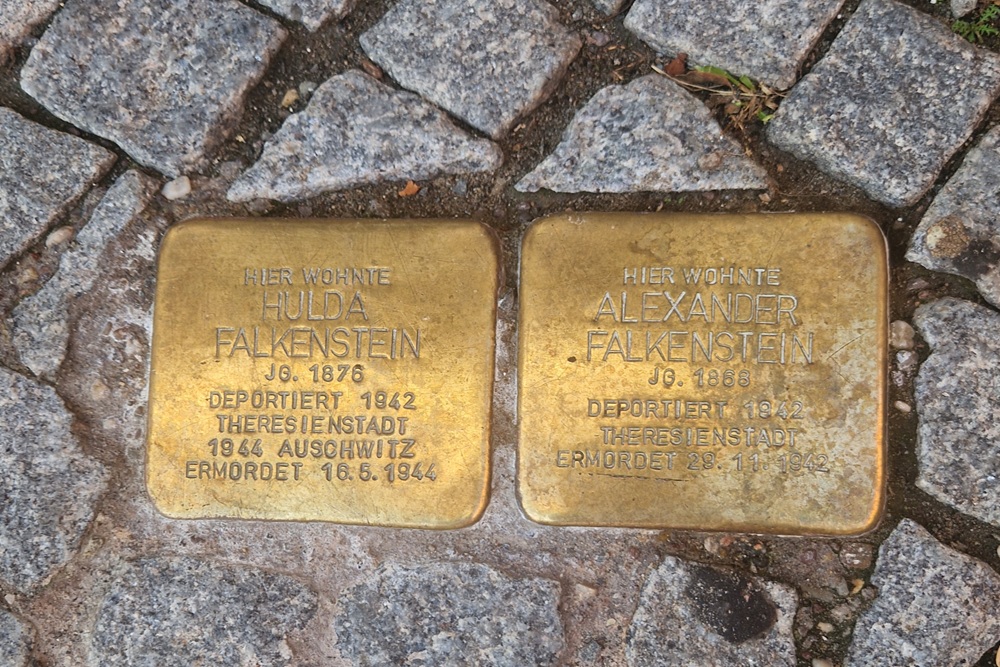 HIER WOHNTE
HULDA
FALKENSTEIN
JG. 1876
DEPORTIERT 1942
THERESIENSTADT
1944 AUSCHWITZ
ERMORDET 16.5.1944
HIER WOHNTE
ALEXANDER
FALKENSTEIN
JG. 1868
DEPORTIERT 1942
THERESIENSTADT
ERMORDET 29.11.1942